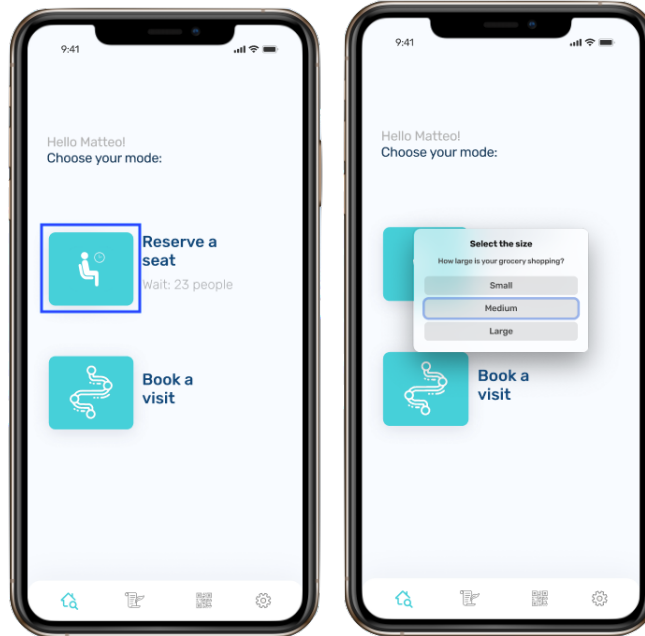 9:41
Hello Matteo!
Choose your mode:
Reserve a
seat
Wait: 23 people
Book a
visit
9:41
Hello Matteo!
Choose your mode:
Select the size
How large is your grocery shopping?
Small
Medium
Large
Book a
visit